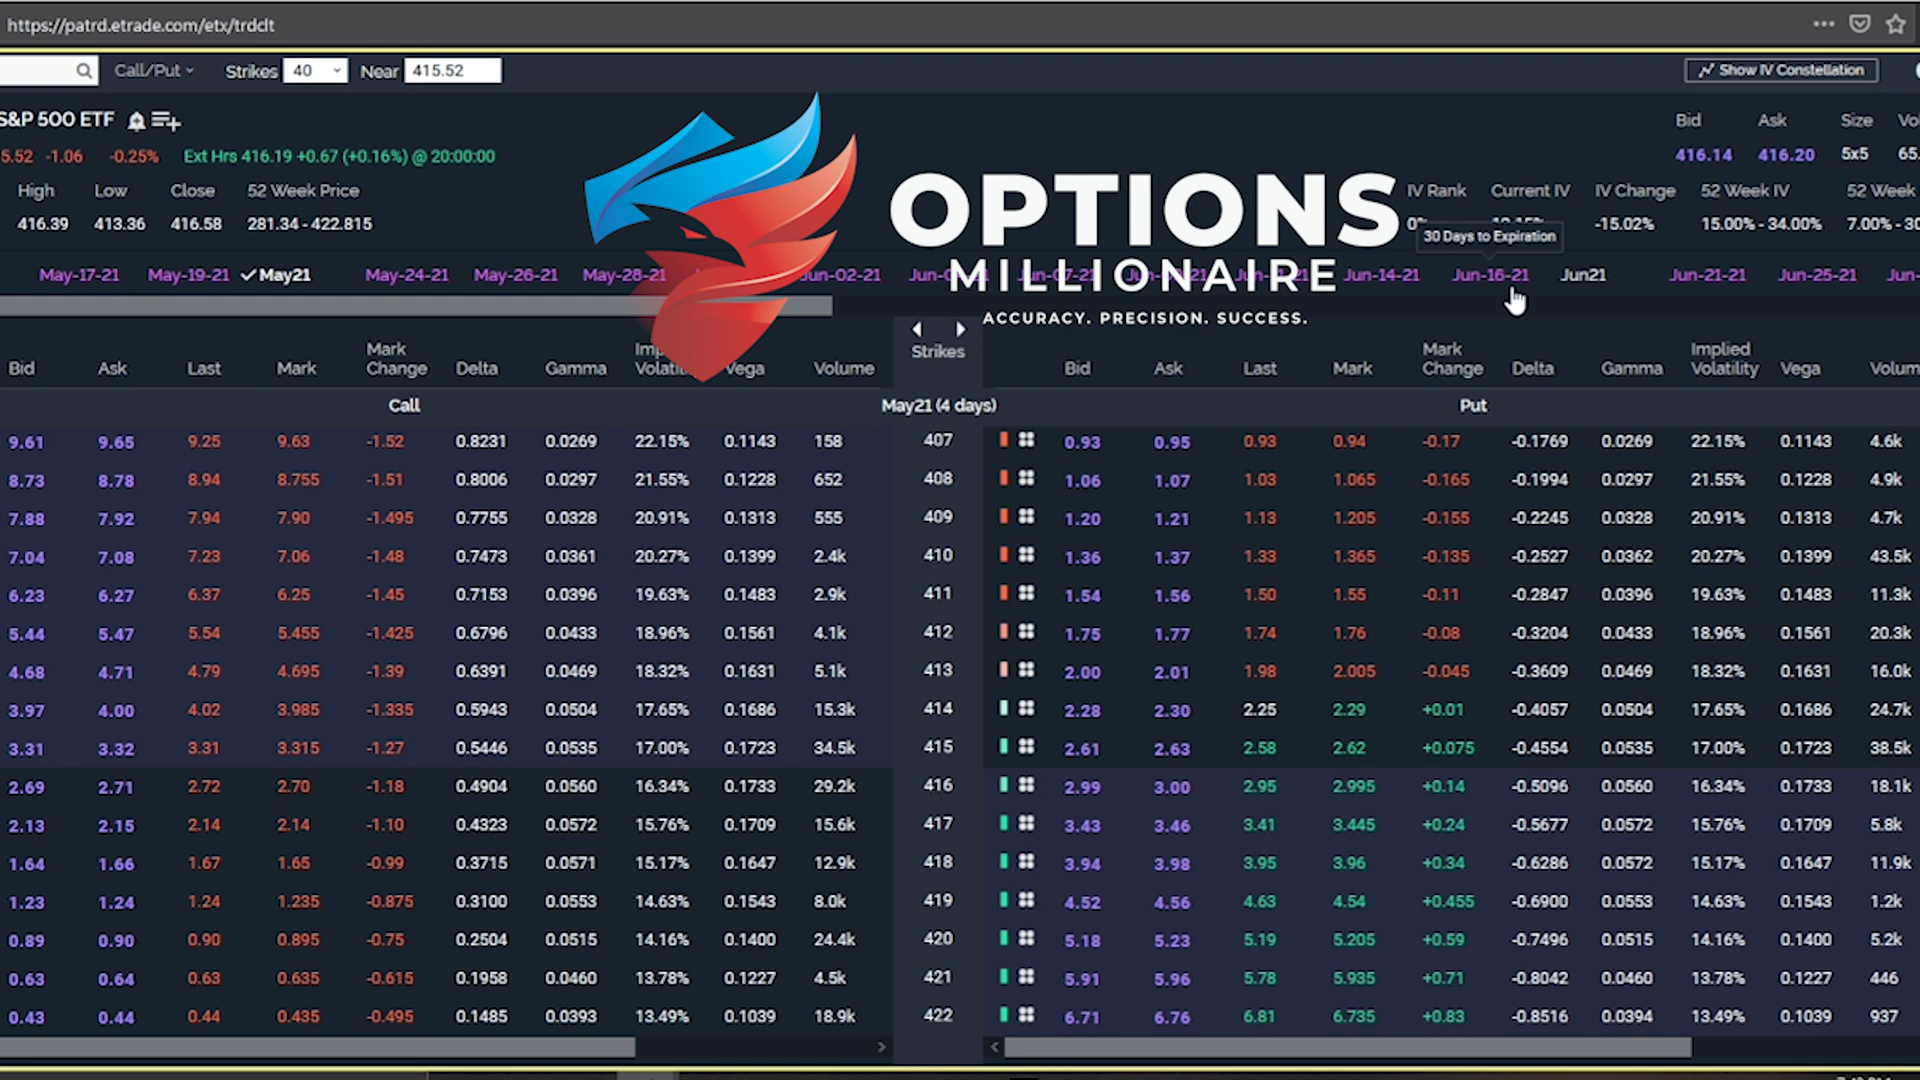 https://patrd.etrade.com/etx/trdclt
Call/Put Strikes 40 Near 415.52 Show IV Constellation
S&P 500 ETF Bid Ask Size
5.52 -1.06 -0.25% Ext Hrs 416.19 +0.67 (+0.16%) @ 20:00:00 416.14 416.20 5x5 65.
OPTIONS
MILLIONAIRE
ACCURACY. PRECISION. SUCCESS.
High Low Close 52 Week Price IV Rank Current IV IV Change 52 Week IV 52 Week
416.39 413.36 416.58 281.34 - 422.815 -15.02% 15.00% - 34.00% 7.00% - 30
30 Days to Expiration
May-17-21 May-19-21 May21 May-24-21 May-26-21 May-28-21 Jun-02-21 Jun-14-21 Jun-16-21 Jun21 Jun-21-21 Jun-25-21 Jun-
Bid Ask Last Mark Mark Change Delta Gamma Vega Volume Strikes Bid Ask Last Mark Mark Change Delta Gamma Implied Volatility Vega Volum
Call May21 (4 days) Put
9.61 9.65 9.25 9.63 -1.52 0.8231 0.0269 22.15% 0.1143 158 407 0.93 0.95 0.93 0.94 -0.17 -0.1769 0.0269 22.15% 0.1143 4.6k
8.73 8.78 8.94 8.755 -1.51 0.8006 0.0297 21.55% 0.1228 652 408 1.06 1.07 1.03 1.065 -0.165 -0.1994 0.0297 21.55% 0.1228 4.9k
7.88 7.92 7.94 7.90 -1.495 0.7755 0.0328 20.91% 0.1313 555 409 1.20 1.21 1.13 1.205 -0.155 -0.2245 0.0328 20.91% 0.1313 4.7k
7.04 7.08 7.23 7.06 -1.48 0.7473 0.0361 20.27% 0.1399 2.4k 410 1.36 1.37 1.33 1.365 -0.135 -0.2527 0.0362 20.27% 0.1399 43.5k
6.23 6.27 6.37 6.25 -1.45 0.7153 0.0396 19.63% 0.1483 2.9k 411 1.54 1.56 1.50 1.55 -0.11 -0.2847 0.0396 19.63% 0.1483 11.3k
5.44 5.47 5.54 5.455 -1.425 0.6796 0.0433 18.96% 0.1561 4.1k 412 1.75 1.77 1.74 1.76 -0.08 -0.3204 0.0433 18.96% 0.1561 20.3k
4.68 4.71 4.79 4.695 -1.39 0.6391 0.0469 18.32% 0.1631 5.1k 413 2.00 2.01 1.98 2.005 -0.045 -0.3609 0.0469 18.32% 0.1631 16.0k
3.97 4.00 4.02 3.985 -1.335 0.5943 0.0504 17.65% 0.1686 15.3k 414 2.28 2.30 2.25 2.29 +0.01 -0.4057 0.0504 17.65% 0.1686 24.7k
3.31 3.32 3.31 3.315 -1.27 0.5446 0.0535 17.00% 0.1723 34.5k 415 2.61 2.63 2.58 2.62 +0.075 -0.4554 0.0535 17.00% 0.1723 38.5k
2.69 2.71 2.72 2.70 -1.18 0.4904 0.0560 16.34% 0.1733 29.2k 416 2.99 3.00 2.95 2.995 +0.14 -0.5096 0.0560 16.34% 0.1733 18.1k
2.13 2.15 2.14 2.14 -1.10 0.4323 0.0572 15.76% 0.1709 15.6k 417 3.43 3.46 3.41 3.445 +0.24 -0.5677 0.0572 15.76% 0.1709 5.8k
1.64 1.66 1.67 1.65 -0.99 0.3715 0.0571 15.17% 0.1647 12.9k 418 3.94 3.98 3.95 3.96 +0.34 -0.6286 0.0572 15.17% 0.1647 11.9k
1.23 1.24 1.24 1.235 -0.875 0.3100 0.0553 14.63% 0.1543 8.0k 419 4.52 4.56 4.63 4.54 +0.455 -0.6900 0.0553 14.63% 0.1543 1.2k
0.89 0.90 0.90 0.895 -0.75 0.2504 0.0515 14.16% 0.1400 24.4k 420 5.18 5.23 5.19 5.205 +0.59 -0.7496 0.0515 14.16% 0.1400 5.2k
0.63 0.64 0.63 0.635 -0.615 0.1958 0.0460 13.78% 0.1227 4.5k 421 5.91 5.96 5.78 5.935 +0.71 -0.8042 0.0460 13.78% 0.1227 446
0.43 0.44 0.44 0.435 -0.495 0.1485 0.0393 13.49% 0.1039 18.9k 422 6.71 6.76 6.81 6.735 +0.83 -0.8516 0.0394 13.49% 0.1039 937